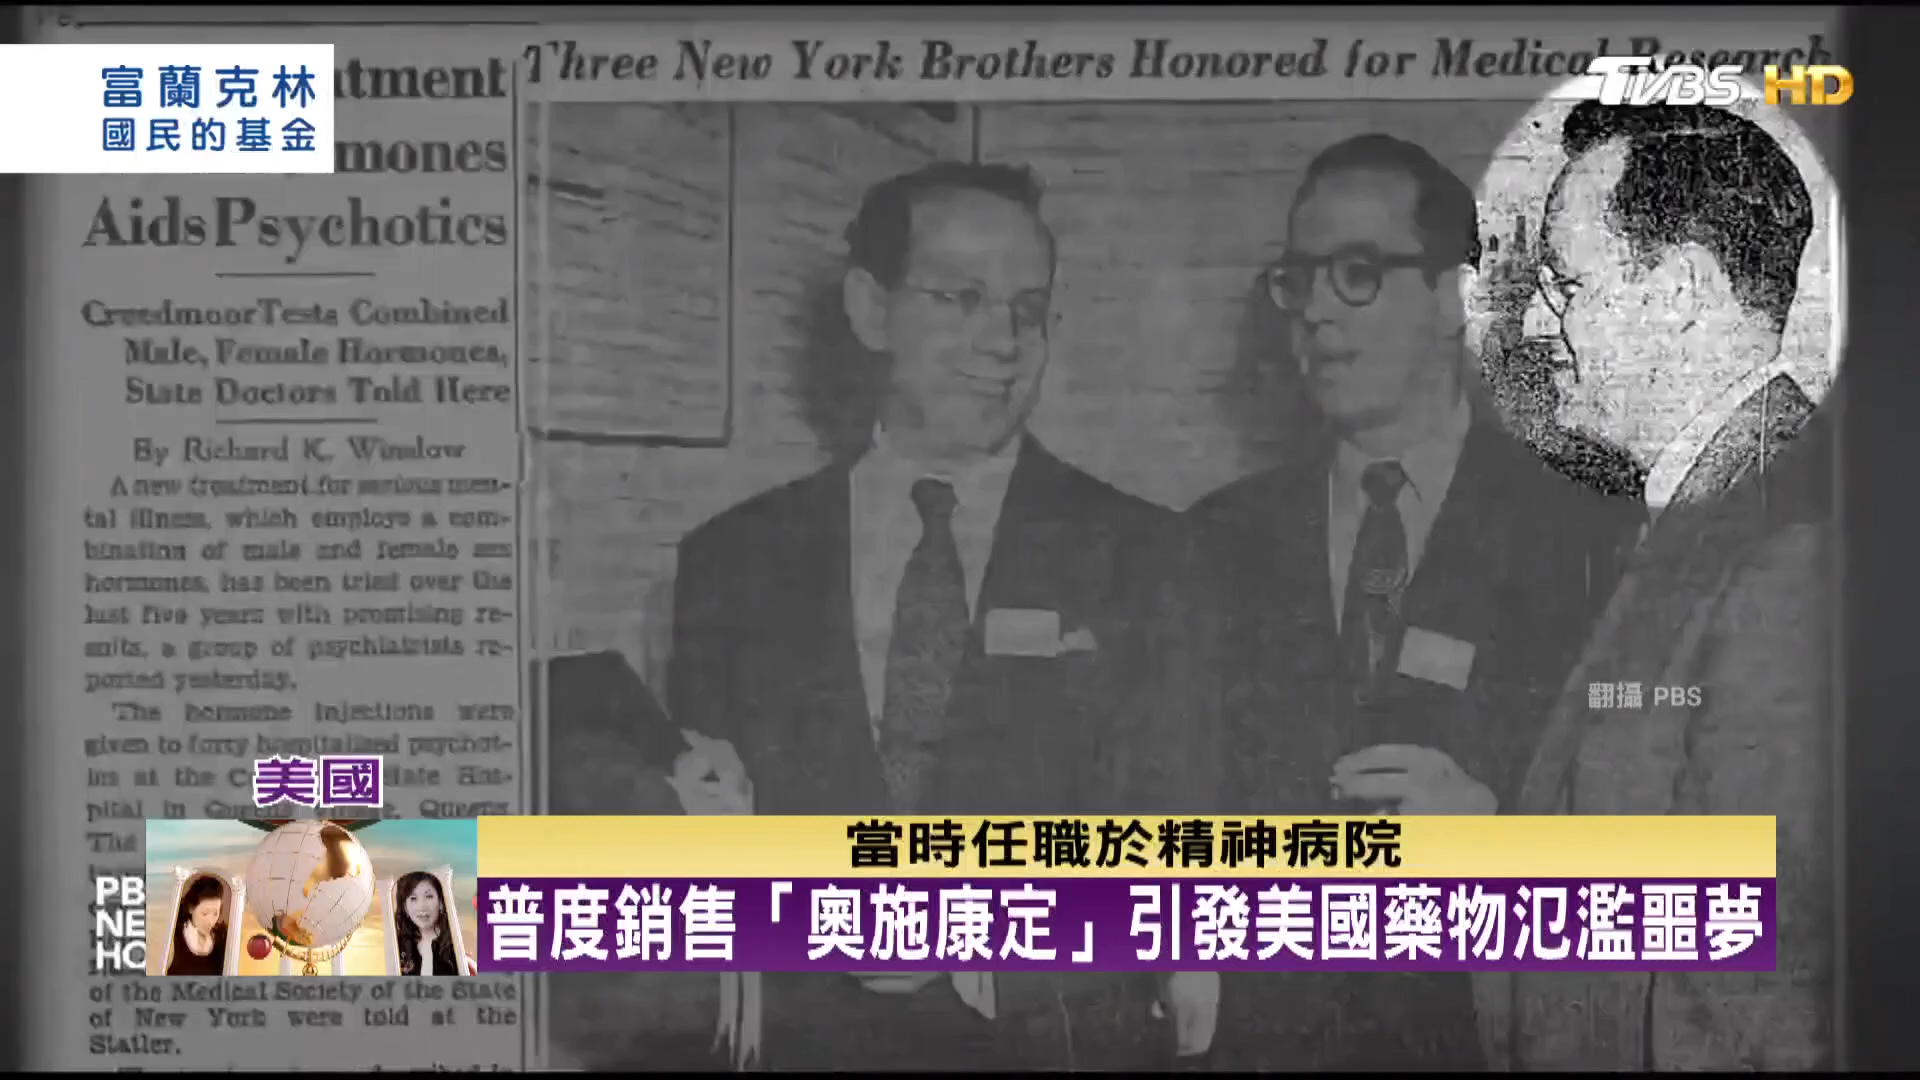 富蘭克林
國民的基金
TVBS HD
Three New York Brothers Honored for Medical Research
Aids Psychotics
Creedmoor Tests Combined
Male, Female Hormones,
State Doctors Told Here
By Richard K. Winslow
A new treatment for serious men-
tal illness, which employs a com-
bination of male and female sex
hormones, has been tried over the
last five years with promising re-
sults, a group of psychiatrists re-
ported yesterday.
The hormone injections were
given to forty hospitalized psychot-
ics at the
pital in
Queens.
The
of the Medical Society of the State
of New York were told at the
Statler.
翻攝 PBS
美國
當時任職於精神病院
普度銷售「奧施康定」引發美國藥物氾濫噩夢